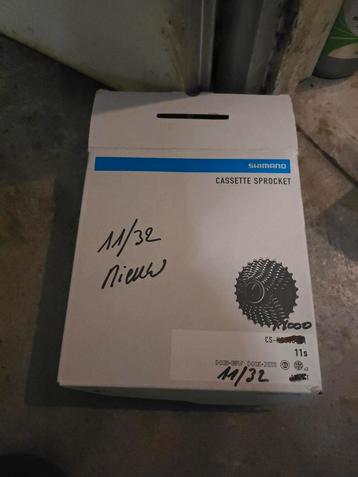 SHIMANO
CASSETTE SPROCKET
11/32
Nieuw
CS-
11s
11/32